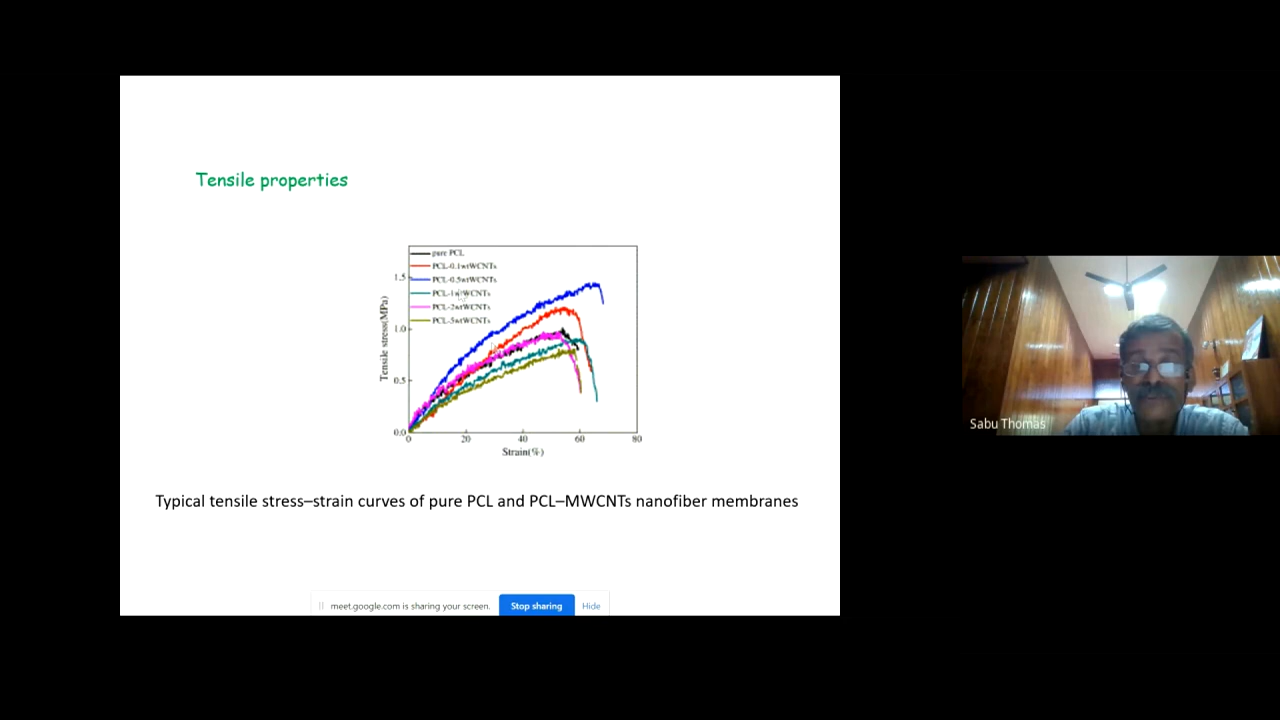 Tensile properties
pure PCL
PCL-0.1wtWCNTs
PCL-0.5wtWCNTs
PCL-1wtWCNTs
PCL-2wtWCNTs
PCL-5wtWCNTs
1.5
1.0
0.5
0.0
Tensile stress(MPa)
0 20 40 60 80
Strain(%)
Typical tensile stress–strain curves of pure PCL and PCL–MWCNTs nanofiber membranes
meet.google.com is sharing your screen. Stop sharing Hide
Sabu Thomas